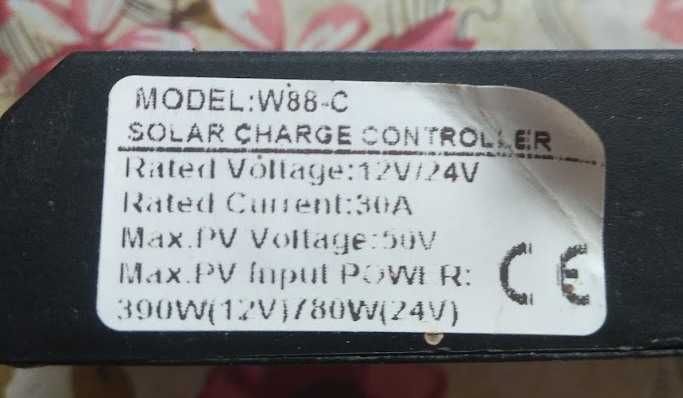 MODEL:W88-C
SOLAR CHARGE CONTROLLER
Rated Voltage:12V/24V
Rated Current:30A
Max.PV Voltage:50V
Max.PV Input POWER:
390W(12V)/80W(24V)
CE